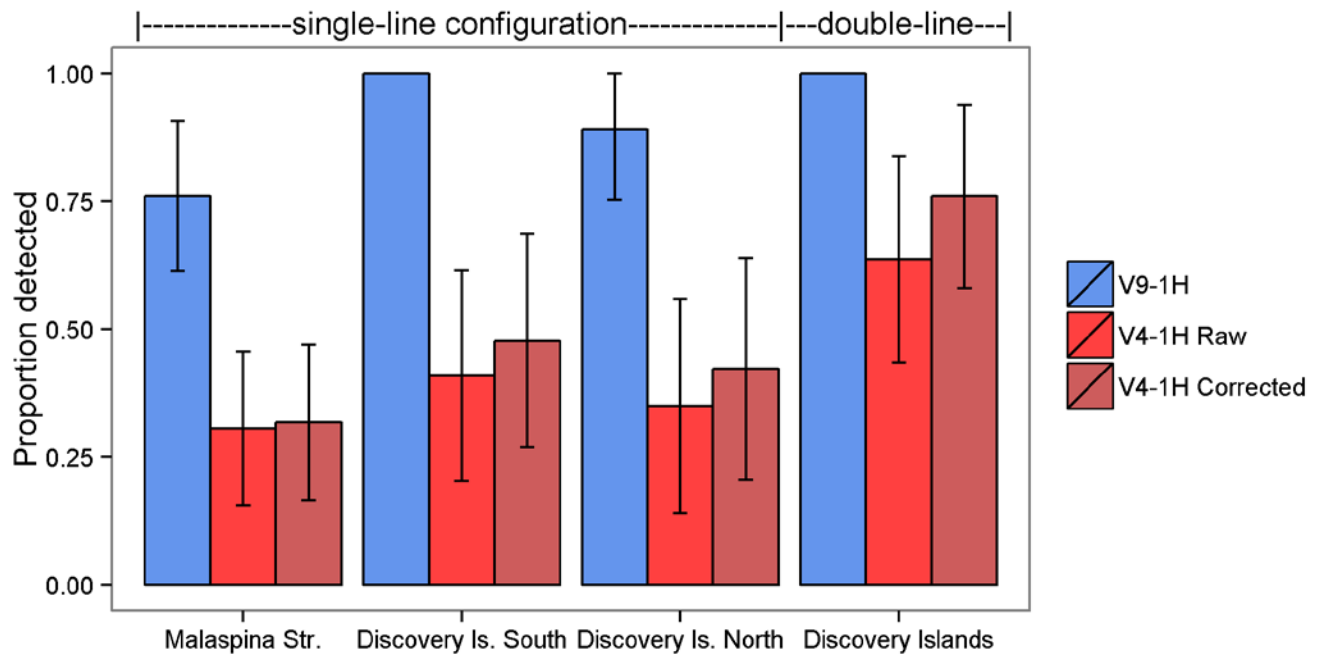 |--------------single-line configuration--------------|---double-line---|
Proportion detected
1.00
0.75
0.50
0.25
0.00
Malaspina Str. Discovery Is. South Discovery Is. North Discovery Islands
V9-1H
V4-1H Raw
V4-1H Corrected